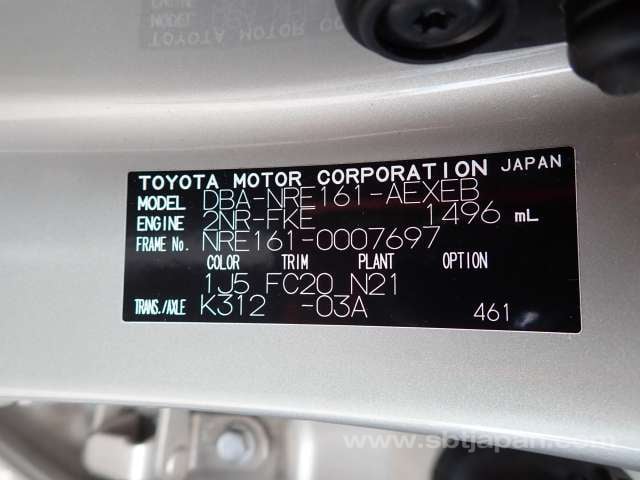 TOYOTA MOTOR CORPORATION JAPAN
MODEL DBA-NRE161-AEXEB
ENGINE 2NR-FKE 1496 mL
FRAME No. NRE161-0007697
COLOR TRIM PLANT OPTION
1J5 FC20 N21
TRANS./AXLE K312 -03A 461
www.sbtjapan.com